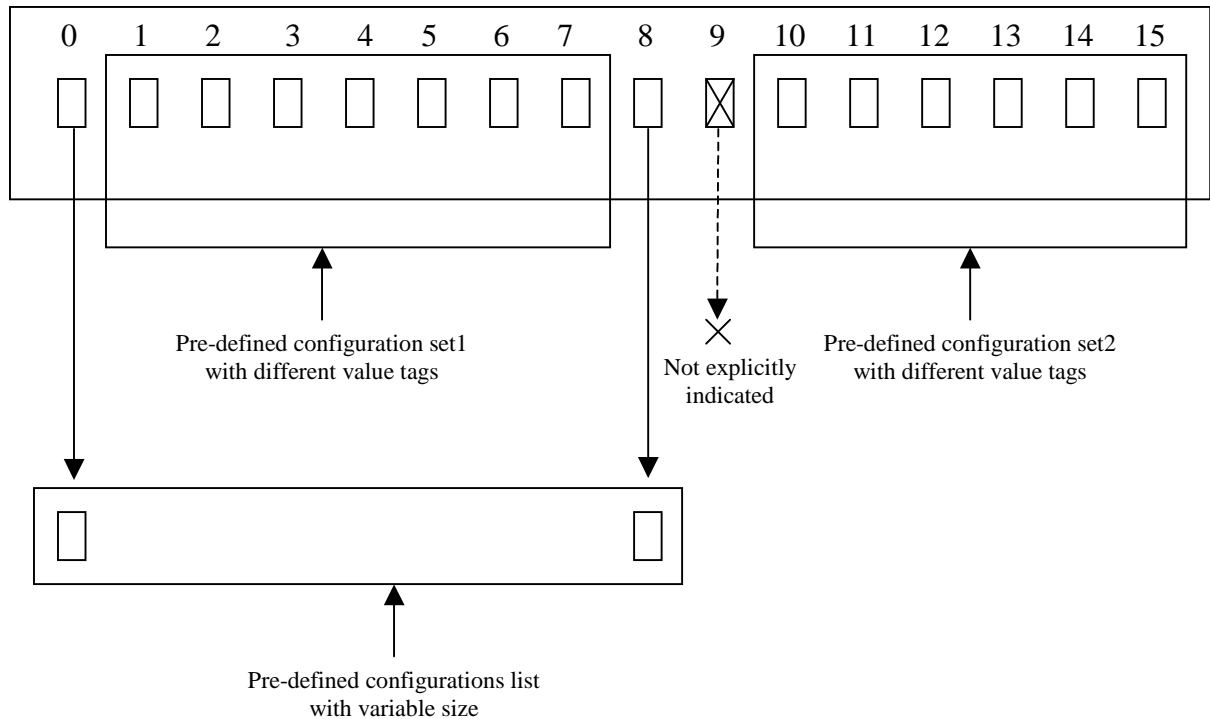 0 1 2 3 4 5 6 7 8 9 10 11 12 13 14 15
Pre-defined configuration set1
with different value tags
Not explicitly
indicated
Pre-defined configuration set2
with different value tags
Pre-defined configurations list
with variable size